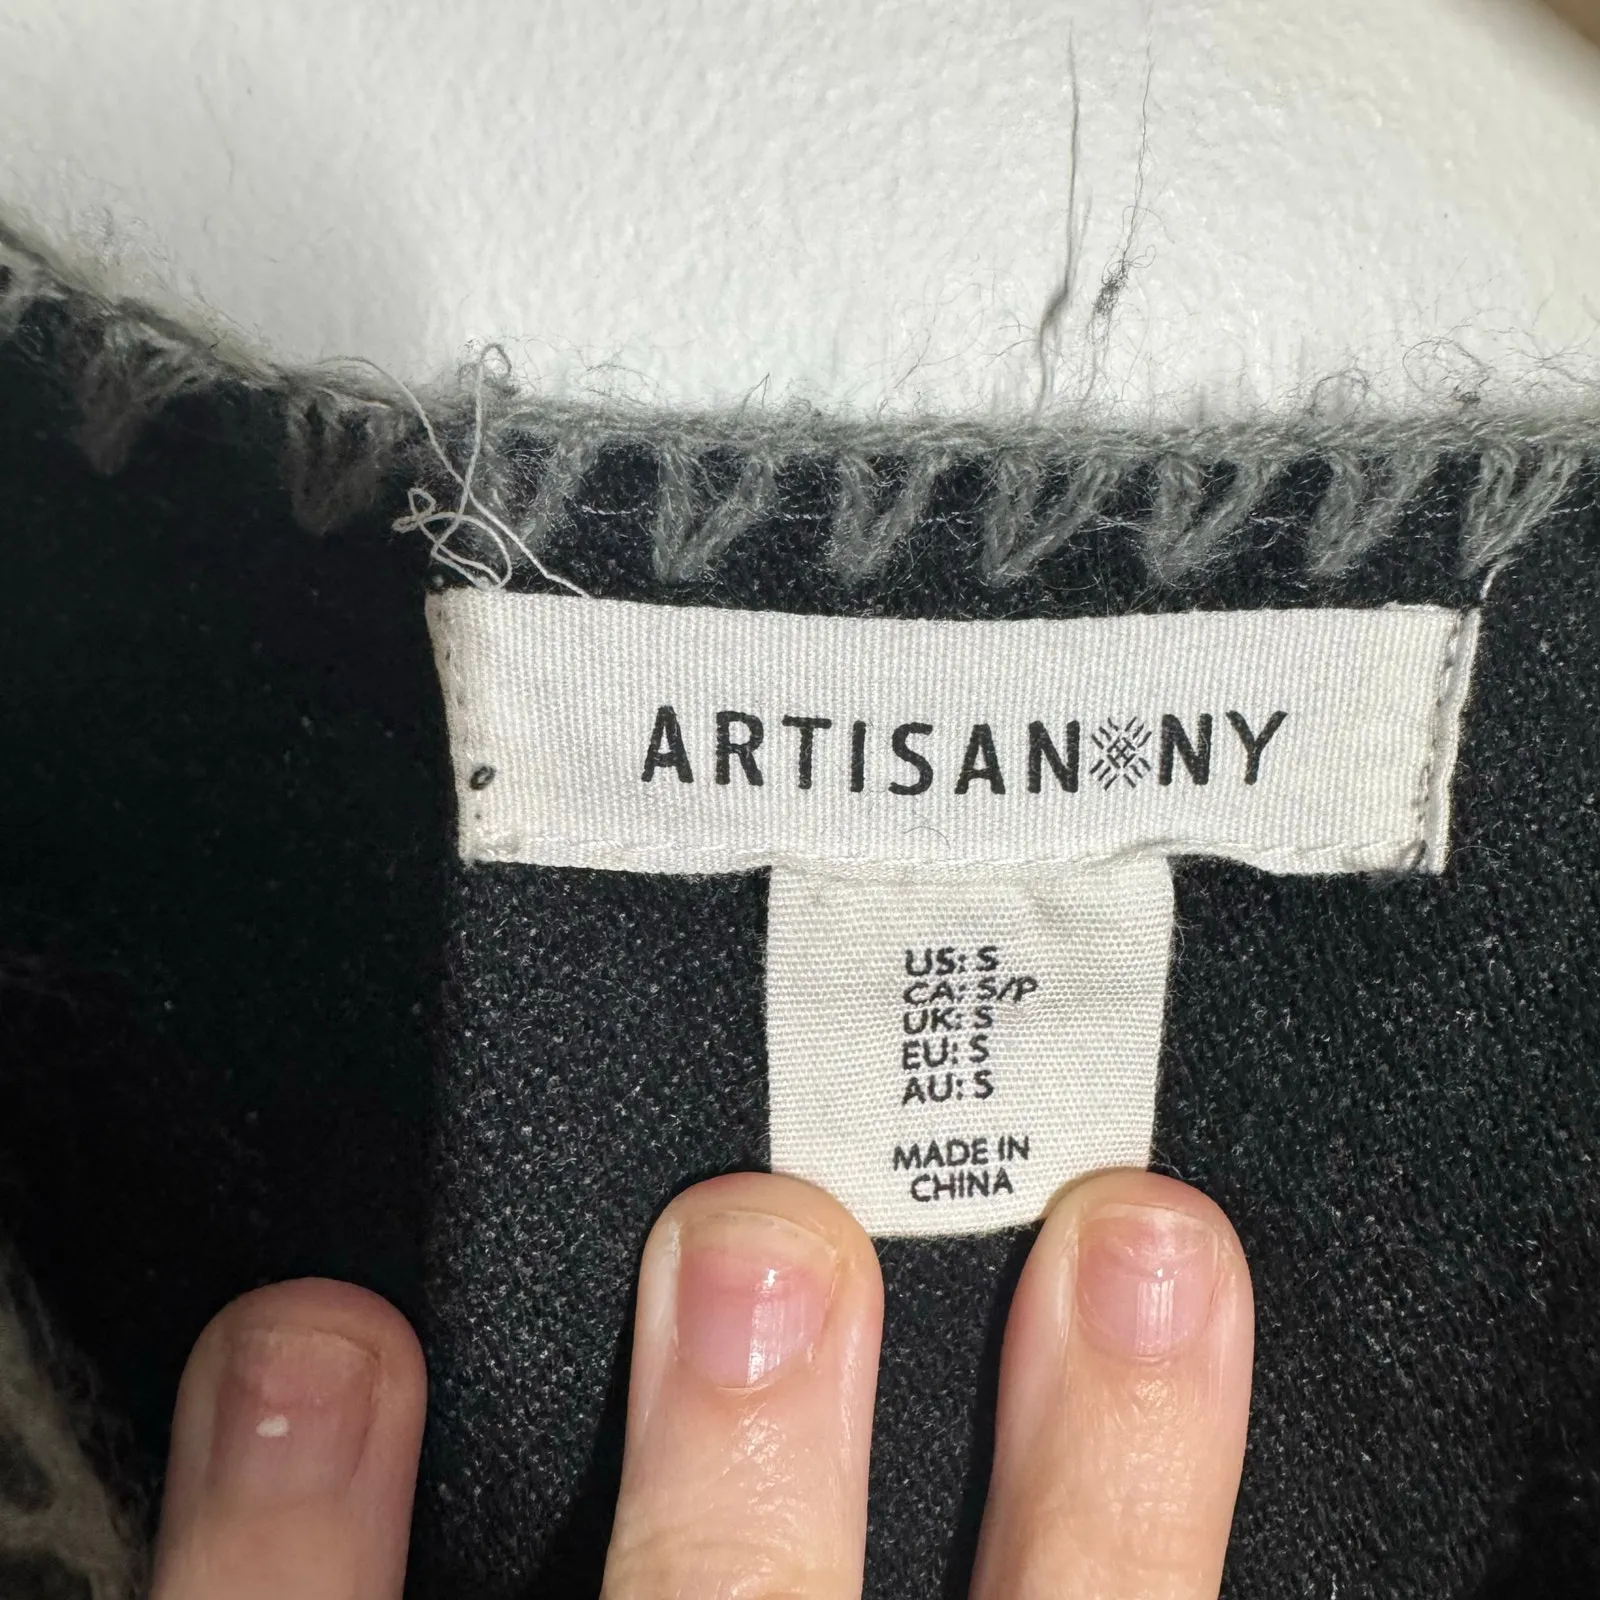 ARTISAN NY
US: S
CA: S/P
UK: S
EU: S
AU: S
MADE IN
CHINA